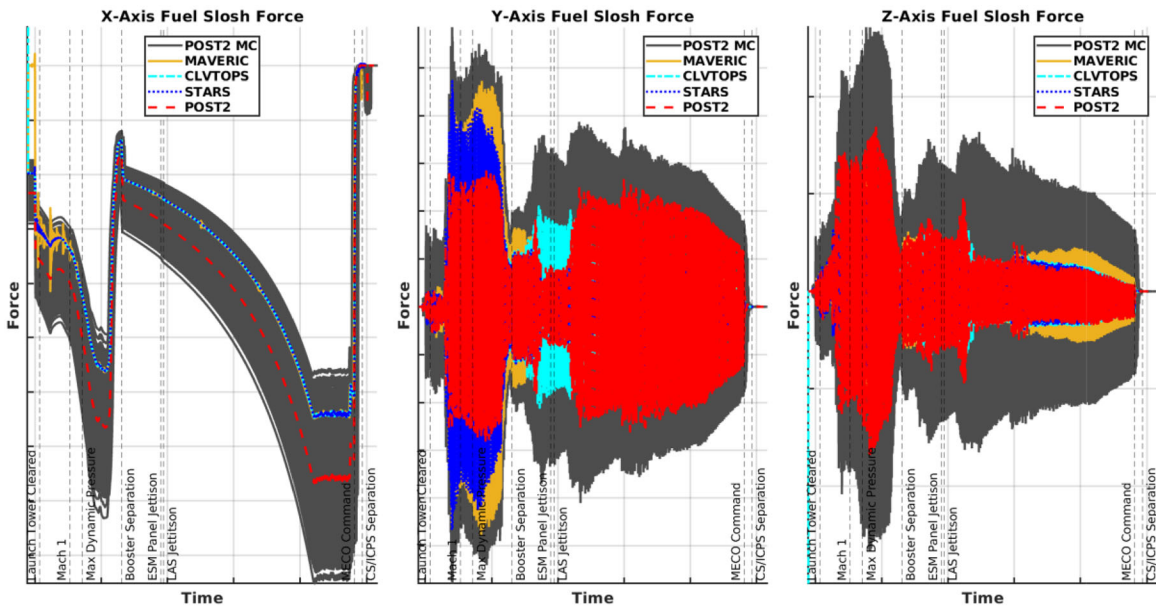 X-Axis Fuel Slosh Force
POST2 MC
MAVERIC
CLVTOPS
STARS
POST2
Force
Launch Tower Cleared
Mach 1
Max Dynamic Pressure
Booster Separation
ESM Panel Jettison
LAS Jettitson
MECO Command
CS/ICPS Separation
Time
Y-Axis Fuel Slosh Force
POST2 MC
MAVERIC
CLVTOPS
STARS
POST2
Force
Launch Tower Cleared
Mach 1
Max Dynamic Pressure
Booster Separation
ESM Panel Jettison
LAS Jettitson
MECO Command
CS/ICPS Separation
Time
Z-Axis Fuel Slosh Force
POST2 MC
MAVERIC
CLVTOPS
STARS
POST2
Force
Launch Tower Cleared
Mach 1
Max Dynamic Pressure
Booster Separation
ESM Panel Jettison
LAS Jettitson
MECO Command
CS/ICPS Separation
Time